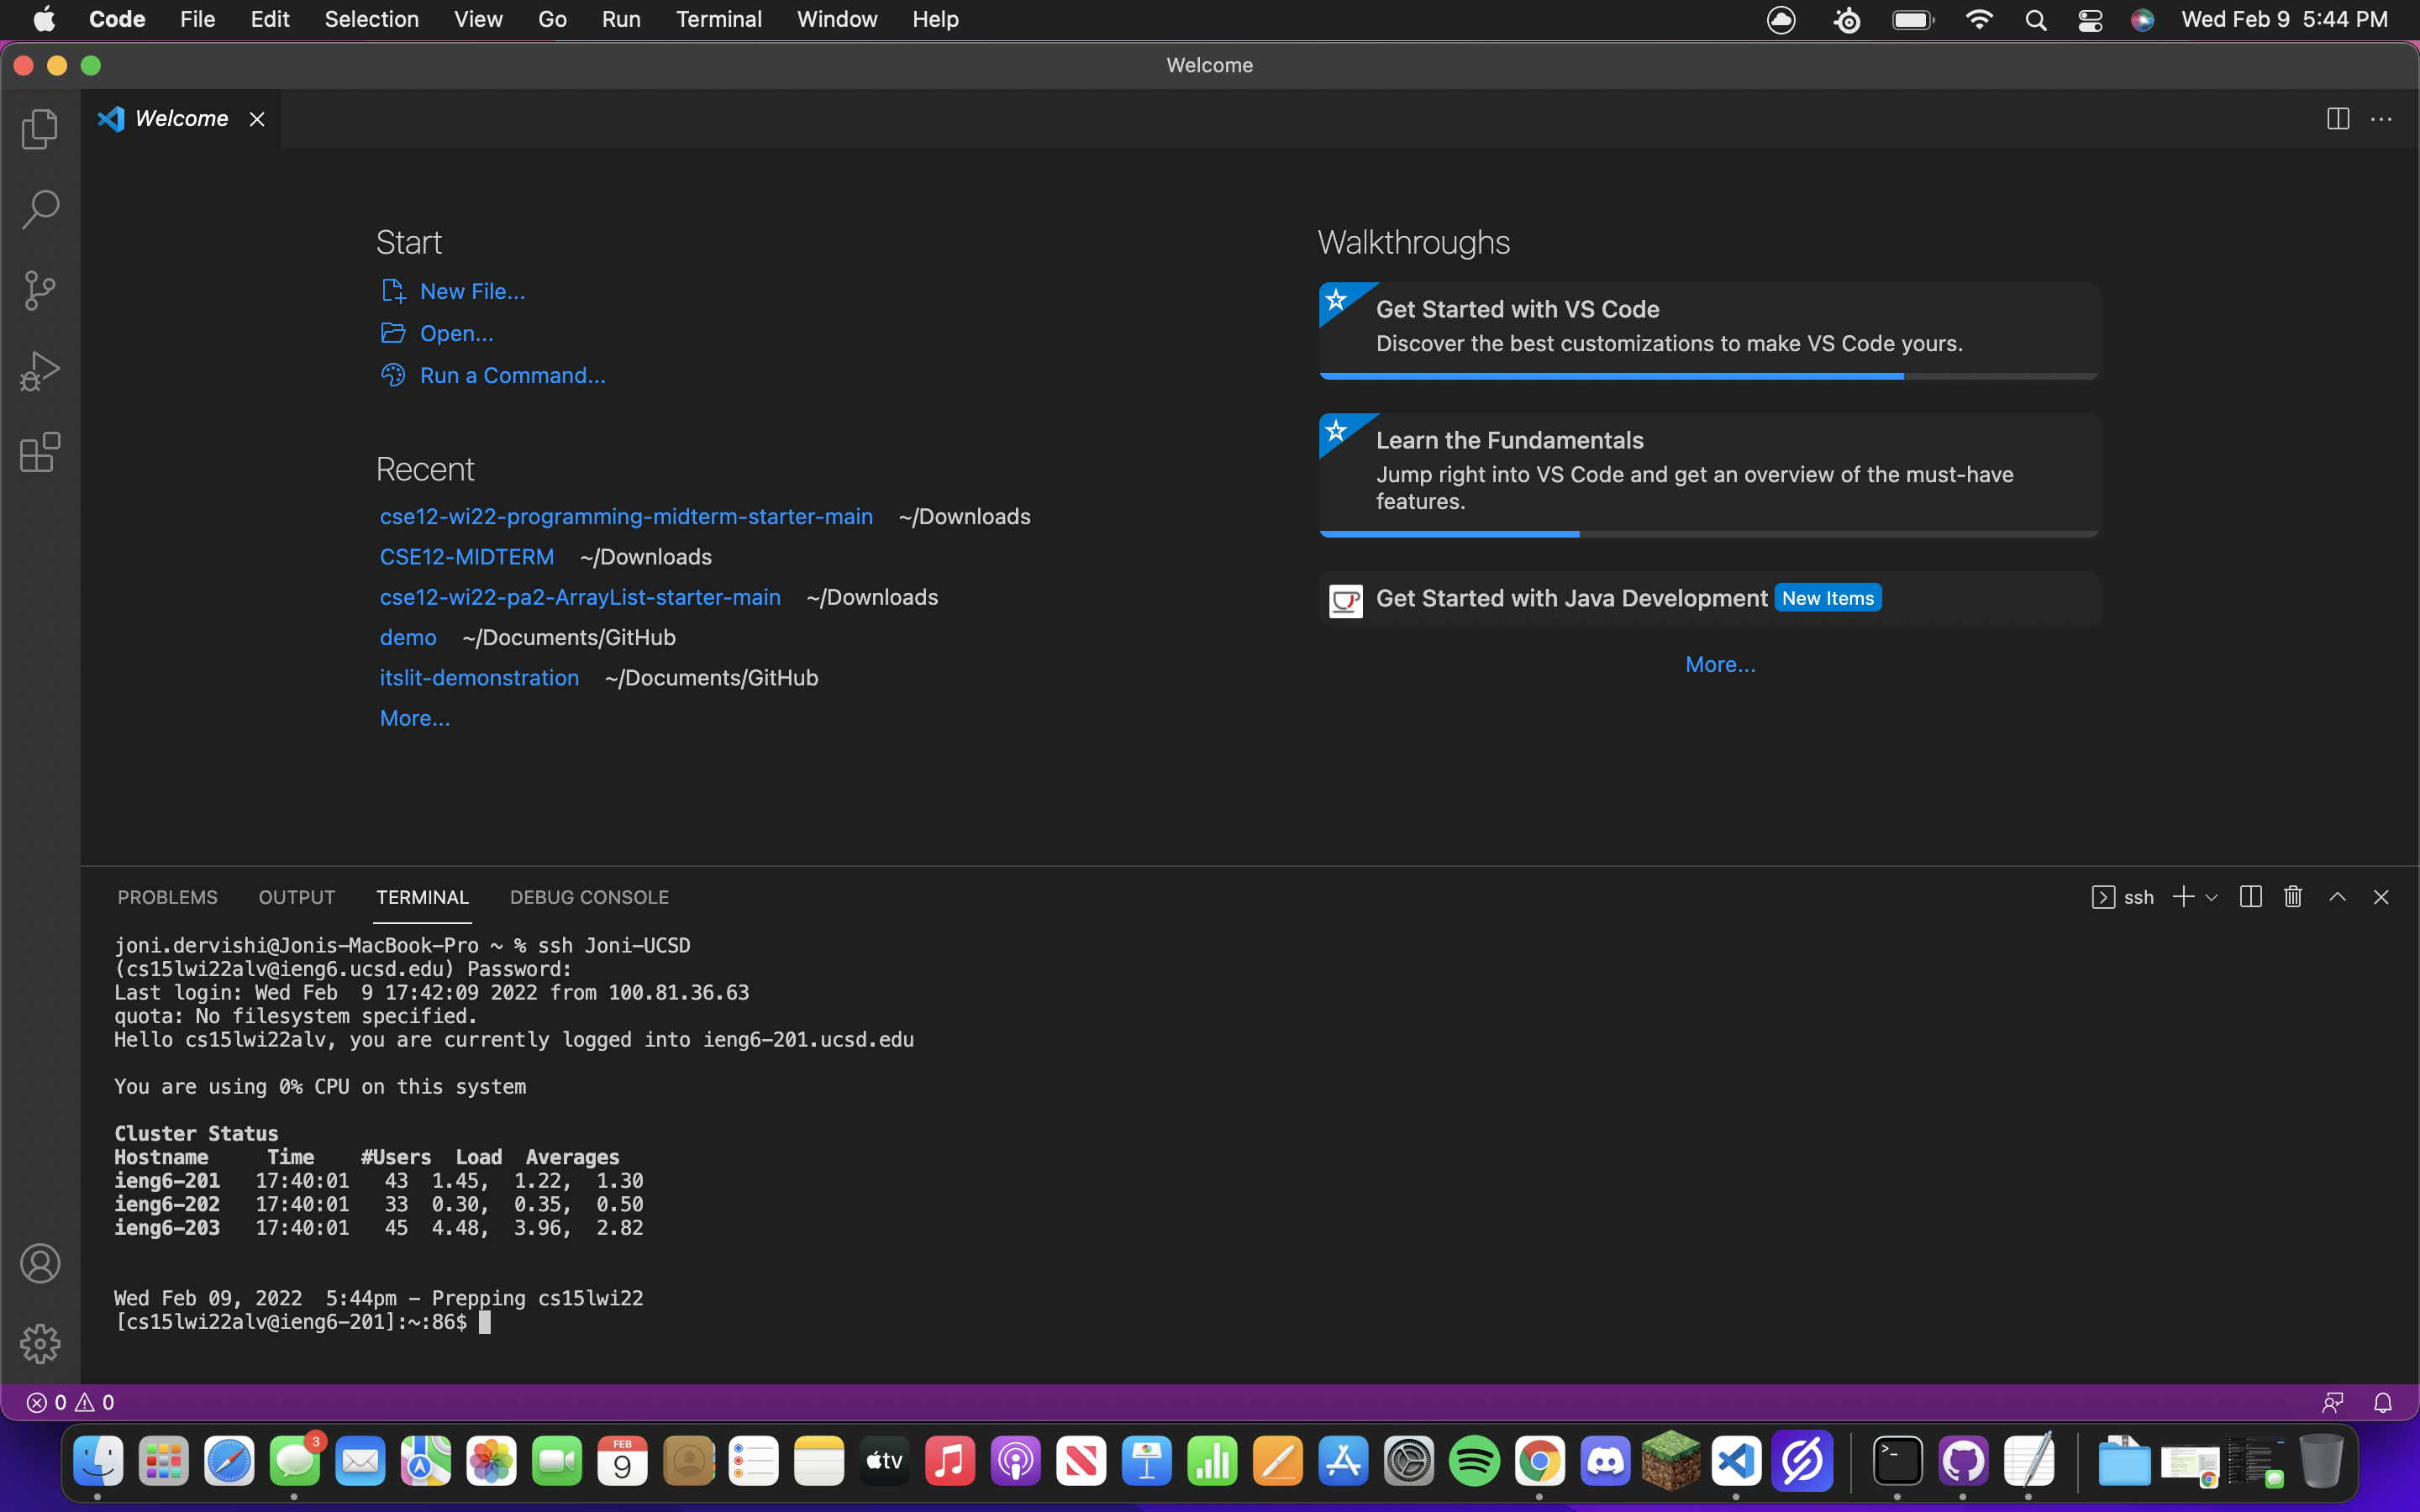 Code File Edit Selection View Go Run Terminal Window Help Wed Feb 9 5:44 PM
Welcome
Welcome
Start
New File...
Open...
Run a Command...
Recent
cse12-wi22-programming-midterm-starter-main ~/Downloads
CSE12-MIDTERM ~/Downloads
cse12-wi22-pa2-ArrayList-starter-main ~/Downloads
demo ~/Documents/GitHub
itslit-demonstration ~/Documents/GitHub
More...
Walkthroughs
Get Started with VS Code
Discover the best customizations to make VS Code yours.
Learn the Fundamentals
Jump right into VS Code and get an overview of the must-have
features.
Get Started with Java Development New Items
More...
PROBLEMS OUTPUT TERMINAL DEBUG CONSOLE ssh
joni.dervishi@Jonis-MacBook-Pro ~ % ssh Joni-UCSD
(cs15lwi22alv@ieng6.ucsd.edu) Password:
Last login: Wed Feb  9 17:42:09 2022 from 100.81.36.63
quota: No filesystem specified.
Hello cs15lwi22alv, you are currently logged into ieng6-201.ucsd.edu
You are using 0% CPU on this system
Cluster Status
Hostname     Time    #Users  Load  Averages
ieng6-201   17:40:01   43  1.45,  1.22,  1.30
ieng6-202   17:40:01   33  0.30,  0.35,  0.50
ieng6-203   17:40:01   45  4.48,  3.96,  2.82
Wed Feb 09, 2022  5:44pm - Prepping cs15lwi22
[cs15lwi22alv@ieng6-201]:~:86$
0 0
3
FEB
9
tv